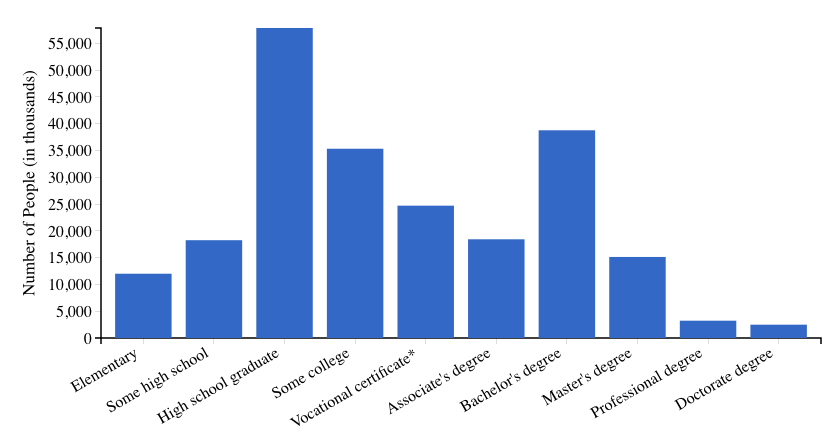 Number of People (in thousands)
55,000
50,000
45,000
40,000
35,000
30,000
25,000
20,000
15,000
10,000
5,000
0
Elementary
Some high school
High school graduate
Some college
Vocational certificate*
Associate's degree
Bachelor's degree
Master's degree
Professional degree
Doctorate degree